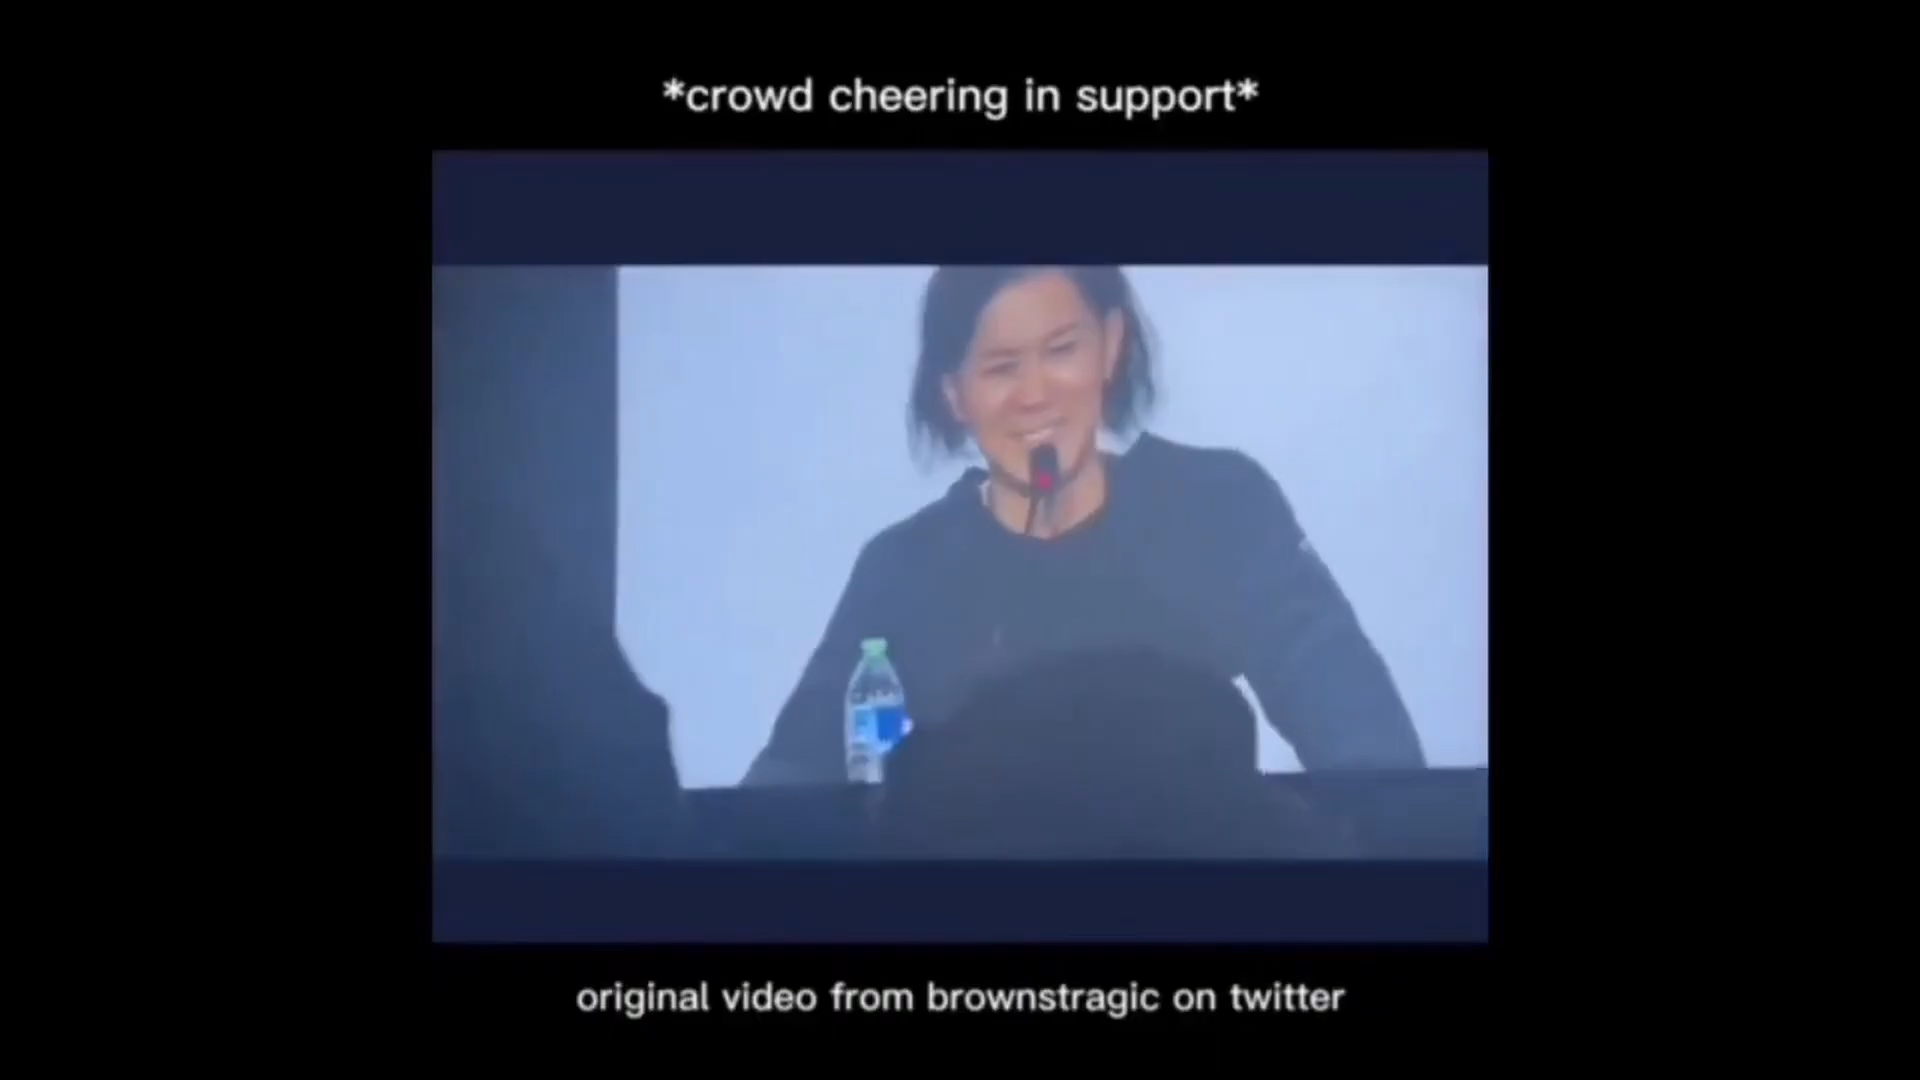 *crowd cheering in support*
original video from brownstragic on twitter